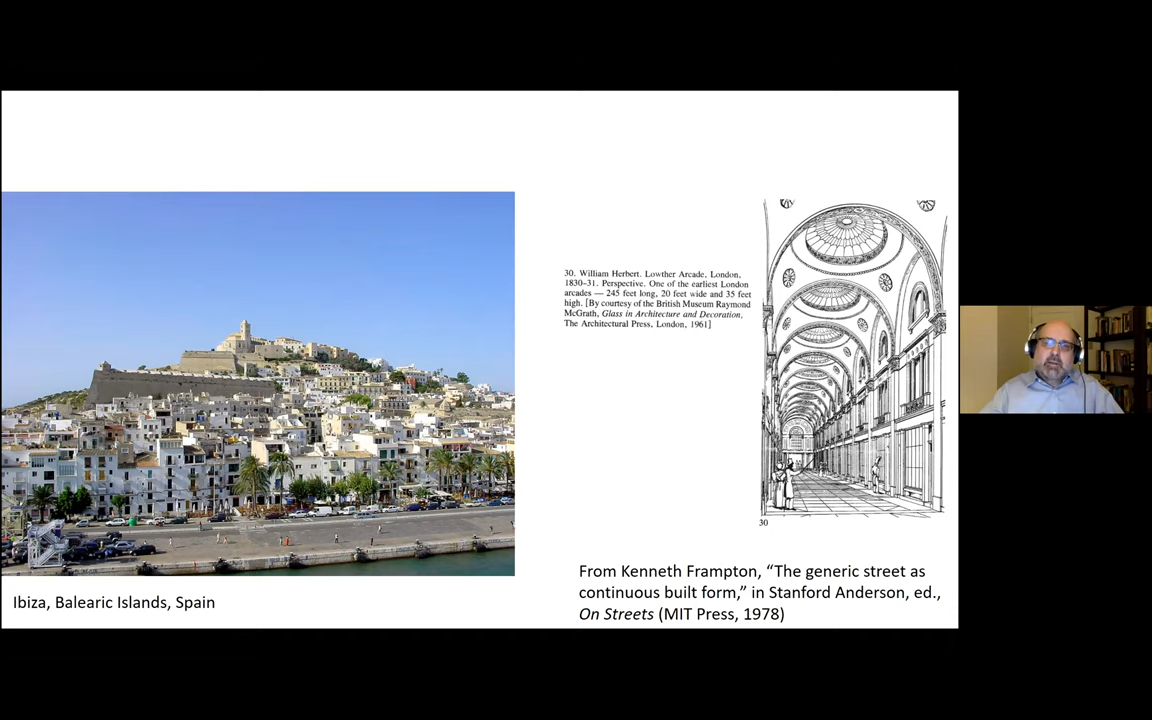 30. William Herbert. Lowther Arcade, London,
1830–31. Perspective. One of the earliest London
arcades — 245 feet long, 20 feet wide and 35 feet
high. [By courtesy of the British Museum Raymond
McGrath, Glass in Architecture and Decoration,
The Architectural Press, London, 1961]
30
Ibiza, Balearic Islands, Spain
From Kenneth Frampton, “The generic street as
continuous built form,” in Stanford Anderson, ed.,
On Streets (MIT Press, 1978)